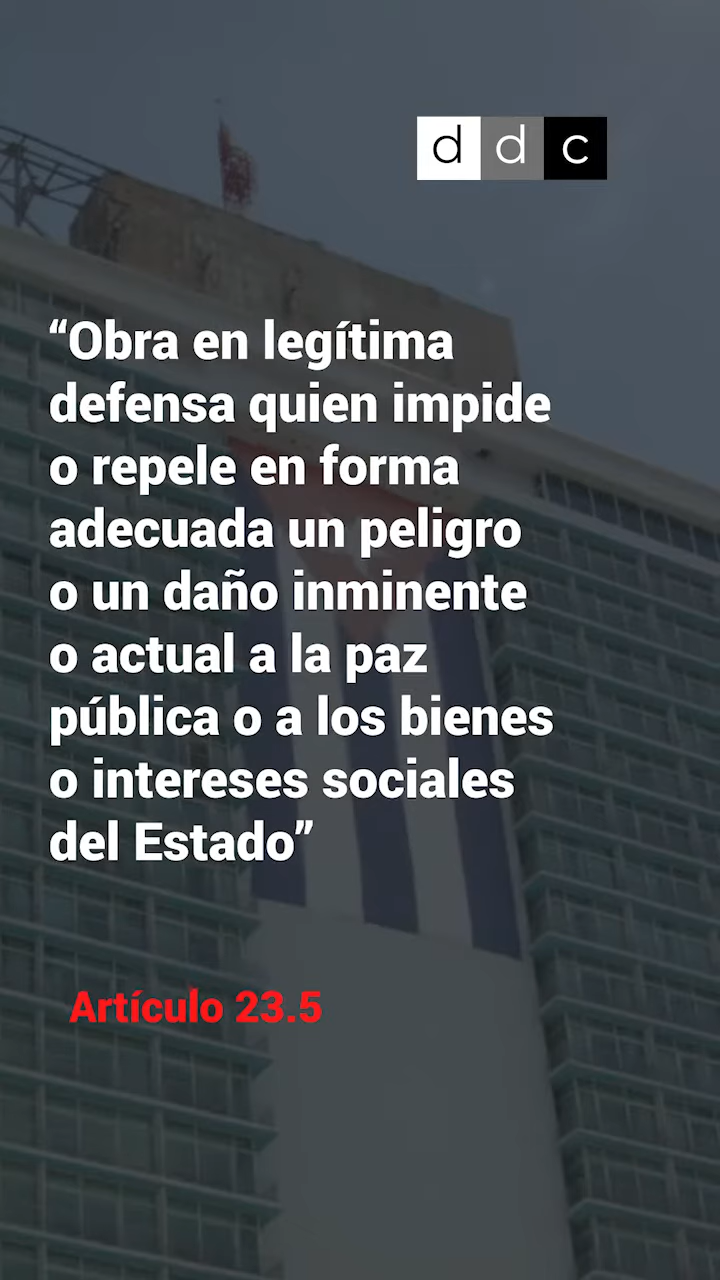 ddc
“Obra en legítima
defensa quien impide
o repele en forma
adecuada un peligro
o un daño inminente
o actual a la paz
pública o a los bienes
o intereses sociales
del Estado”
Artículo 23.5